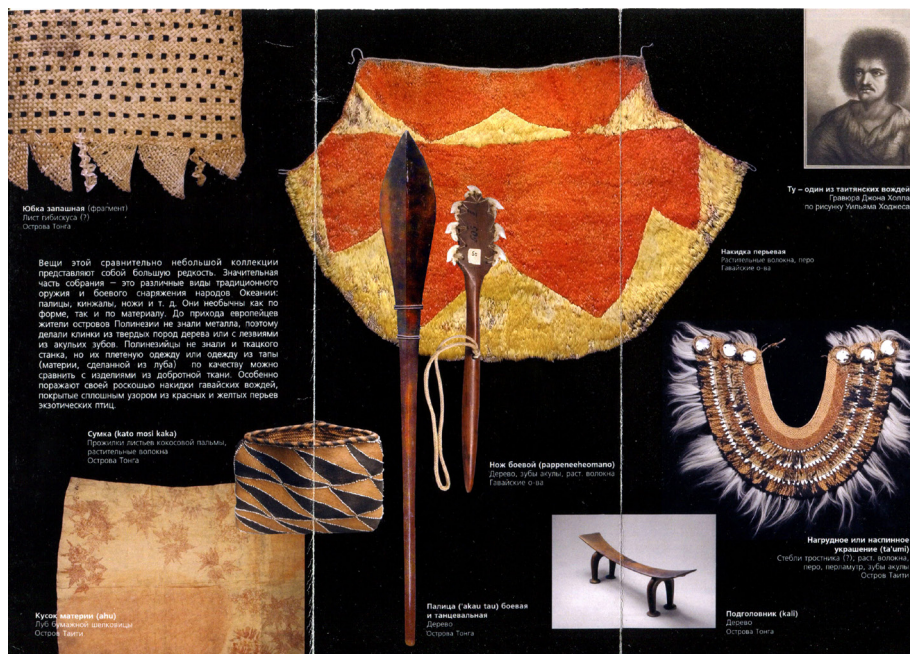 Юбка запашная (фрагмент)
Лист гибискуса (?)
Острова Тонга
Ту – один из таитянских вождей
Гравюра Джона Холла
по рисунку Уильяма Ходжеса
Вещи этой сравнительно небольшой коллекции
представляют собой большую редкость. Значительная
часть собрания – это различные виды традиционного
оружия и боевого снаряжения народов Океании:
палицы, кинжалы, ножи и т. д. Они необычны как по
форме, так и по материалу. До прихода европейцев
жители островов Полинезии не знали металла, поэтому
делали клинки из твердых пород дерева или с лезвиями
из акульих зубов. Полинезийцы не знали и ткацкого
станка, но их плетеную одежду или одежду из тапы
(материи, сделанной из луба) по качеству можно
сравнить с изделиями из добротной ткани. Особенно
поражают своей роскошью накидки гавайских вождей,
покрытые сплошным узором из красных и желтых перьев
экзотических птиц.
Накидка перьевая
Растительные волокна, перо
Гавайские о-ва
Сумка (kato mosi kaka)
Прожилки листьев кокосовой пальмы,
растительные волокна
Острова Тонга
Нож боевой (pappeneeheomano)
Дерево, зубы акулы, раст. волокна
Гавайские о-ва
Нагрудное или наспинное
украшение (ta'umi)
Стебли тростника (?), раст. волокна,
перо, перламутр, зубы акулы
Остров Таити
Кусок материи (ahu)
Луб бумажной шелковицы
Остров Таити
Палица ('akau tau) боевая
и танцевальная
Дерево
Острова Тонга
Подголовник (kali)
Дерево
Острова Тонга